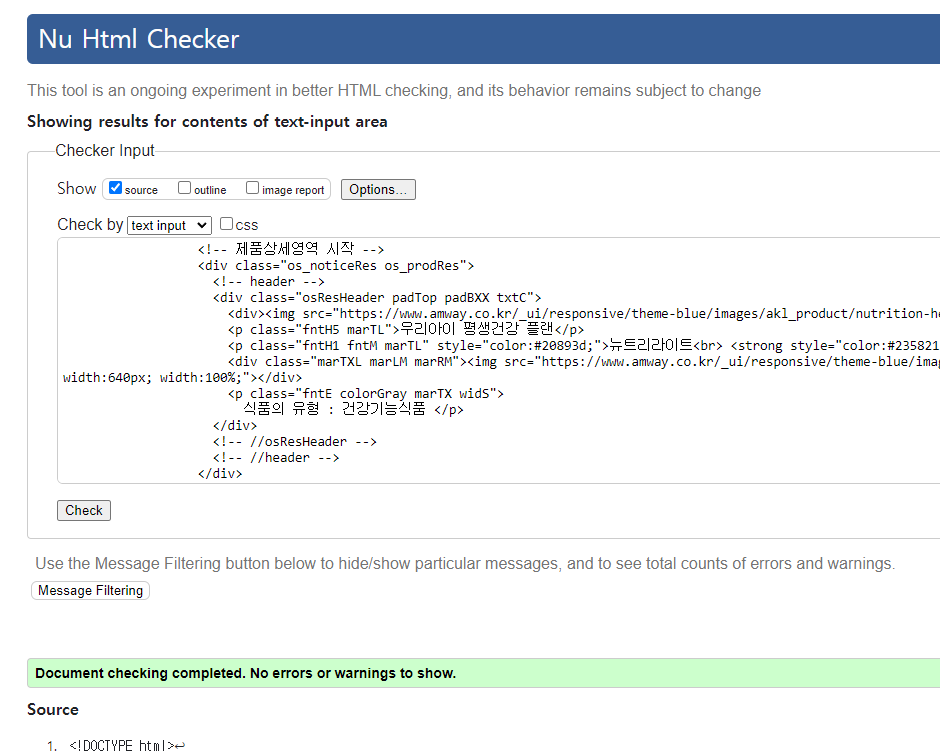 Nu Html Checker
This tool is an ongoing experiment in better HTML checking, and its behavior remains subject to change
Showing results for contents of text-input area
Checker Input
Show source outline image report Options...
Check by text input css
<!-- 제품상세영역 시작 -->
<div class="os_noticeRes os_prodRes">
<!-- header -->
<div class="osResHeader padTop padBXX txtC">
<div><img src="https://www.amway.co.kr/_ui/responsive/theme-blue/images/akl_product/nutrition-he
<p class="fntH5 marTL">우리아이 평생건강 플랜</p>
<p class="fntH1 fntM marTL" style="color:#20893d;">뉴트리라이트<br> <strong style="color:#235821
<div class="marTXL marLM marRM"><img src="https://www.amway.co.kr/_ui/responsive/theme-blue/imag
width:640px; width:100%;"></div>
<p class="fntE colorGray marTX widS">
식품의 유형 : 건강기능식품 </p>
</div>
<!-- //osResHeader -->
<!-- //header -->
</div>
Check
Use the Message Filtering button below to hide/show particular messages, and to see total counts of errors and warnings.
Message Filtering
Document checking completed. No errors or warnings to show.
Source
1. <!DOCTYPE html>↩